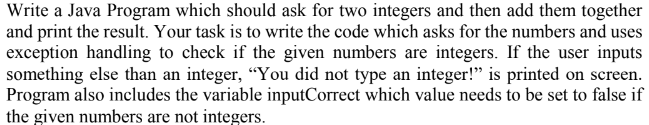 Write a Java Program which should ask for two integers and then add them together
and print the result. Your task is to write the code which asks for the numbers and uses
exception handling to check if the given numbers are integers. If the user inputs
something else than an integer, “You did not type an integer!” is printed on screen.
Program also includes the variable inputCorrect which value needs to be set to false if
the given numbers are not integers.